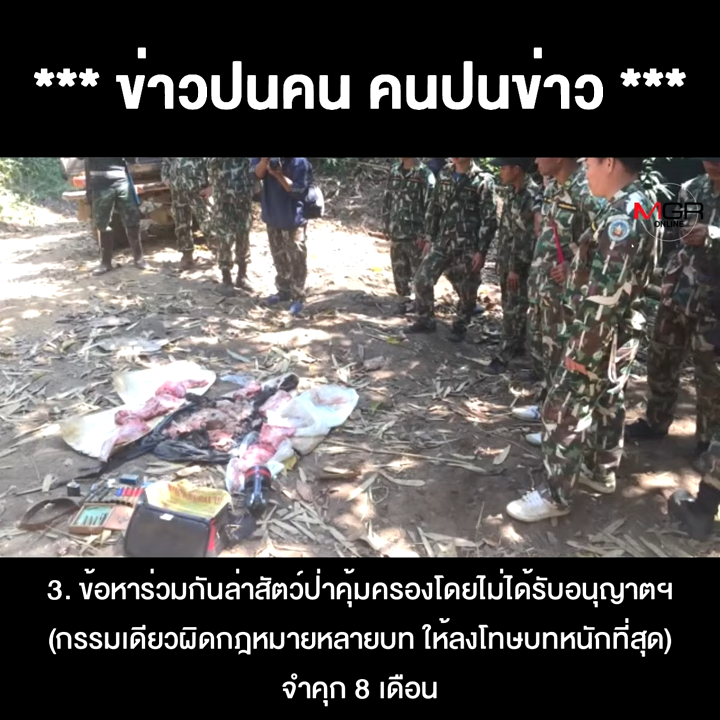 *** ข่าวปนคน คนปนข่าว ***
MGR
ONLINE
3. ข้อหาร่วมกันล่าสัตว์ป่าคุ้มครองโดยไม่ได้รับอนุญาตฯ
(กรรมเดียวผิดกฎหมายหลายบท ให้ลงโทษบทหนักที่สุด)
จำคุก 8 เดือน